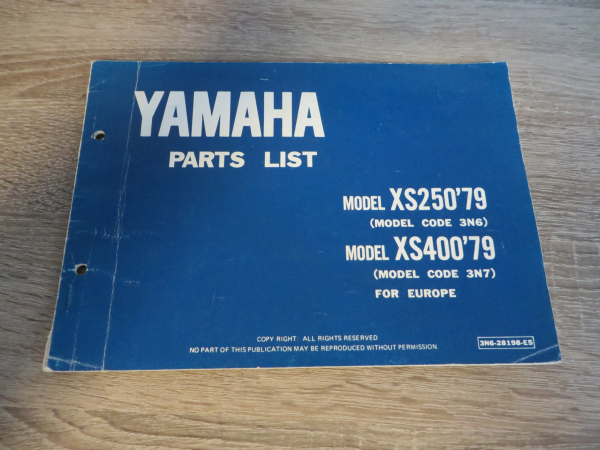 YAMAHA
PARTS LIST
MODEL XS250'79
(MODEL CODE 3N6)
MODEL XS400'79
(MODEL CODE 3N7)
FOR EUROPE
COPY RIGHT. ALL RIGHTS RESERVED
NO PART OF THIS PUBLICATION MAY BE REPRODUCED WITHOUT PERMISSION.
3N6-28198-E5